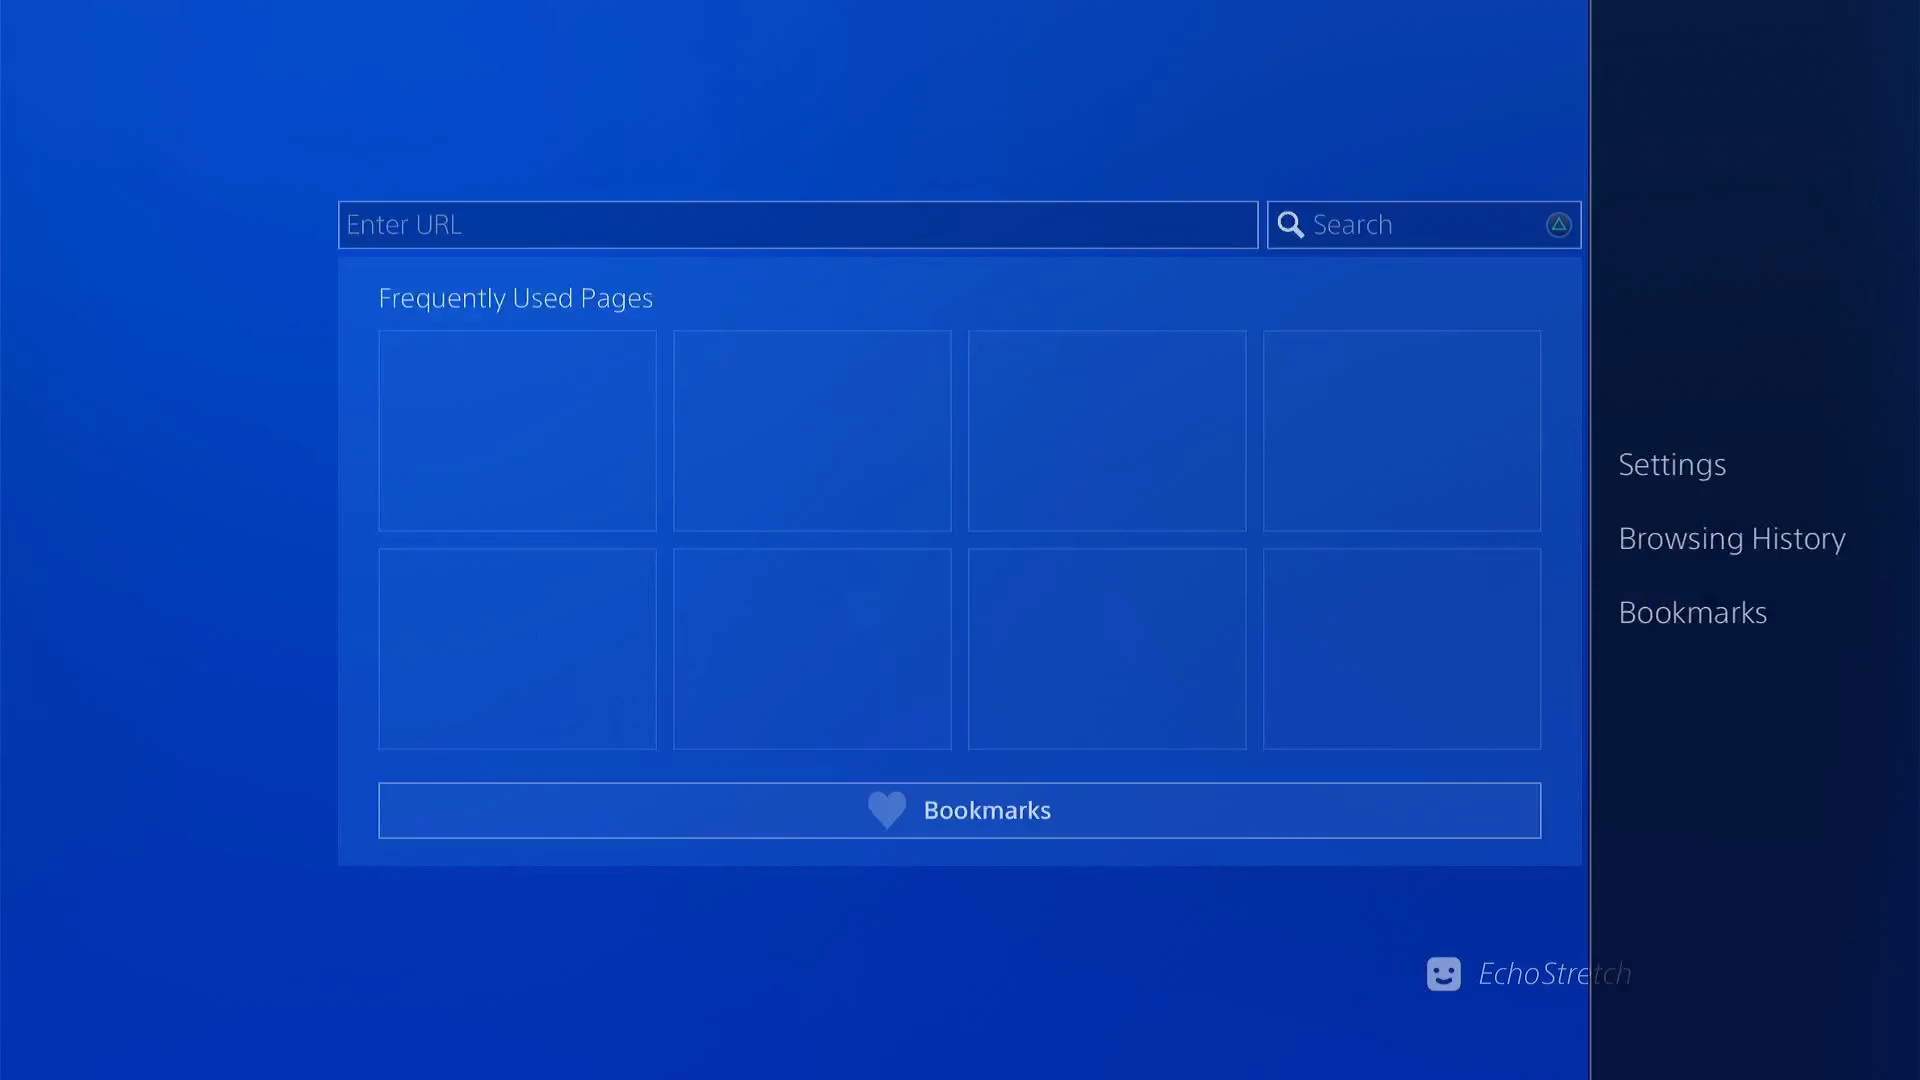 Enter URL
Search
Frequently Used Pages
Settings
Browsing History
Bookmarks
Bookmarks
EchoStretch